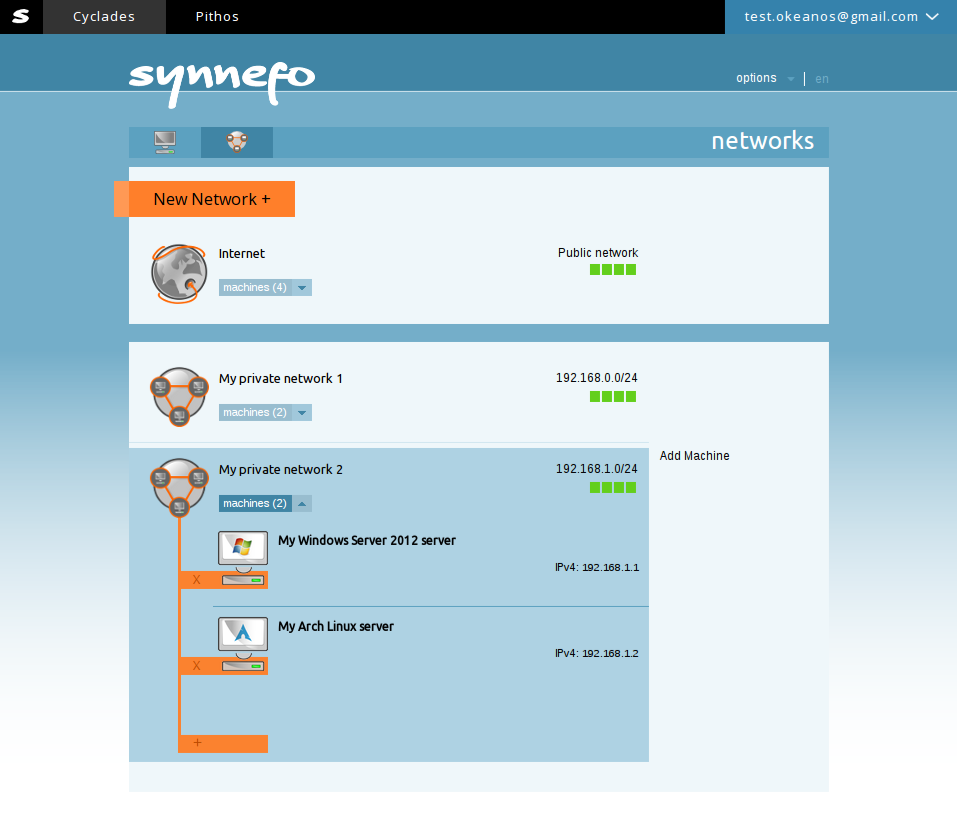 S Cyclades Pithos test.okeanos@gmail.com
synnefo
options | en
networks
New Network +
Internet Public network
machines (4)
My private network 1 192.168.0.0/24
machines (2)
My private network 2 192.168.1.0/24 Add Machine
machines (2)
My Windows Server 2012 server
IPv4: 192.168.1.1
X
My Arch Linux server
IPv4: 192.168.1.2
X
+